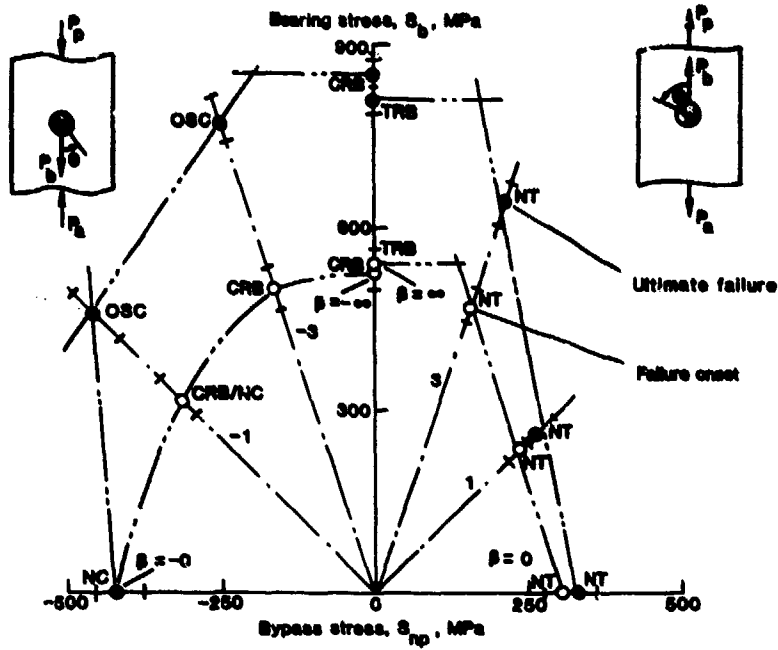 Bearing stress, S_b, MPa
P_p
P_p
900
P_b
CRB
TRB
OSC
θ
P_b
P_a
P_a
NT
600
TRB
CRB
CRB
β=-∞
β=∞
NT
Ultimate failure
OSC
-3
3
Failure onset
CRB/NC
300
-1
NT
NT
1
β=-0
β=0
NC
NT
NT
-500
-250
0
250
500
Bypass stress, S_np, MPa